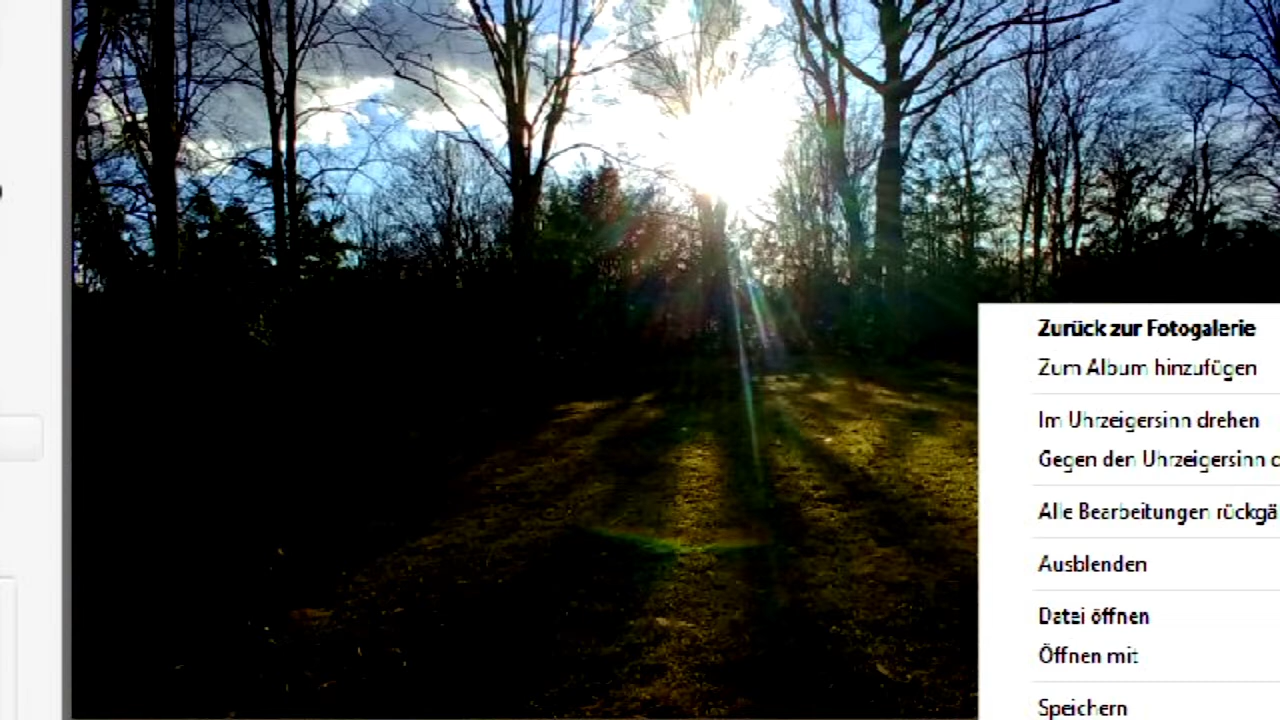 Zurück zur Fotogalerie
Zum Album hinzufügen
Im Uhrzeigersinn drehen
Gegen den Uhrzeigersinn
Alle Bearbeitungen
Ausblenden
Datei öffnen
Öffnen mit
Speichern